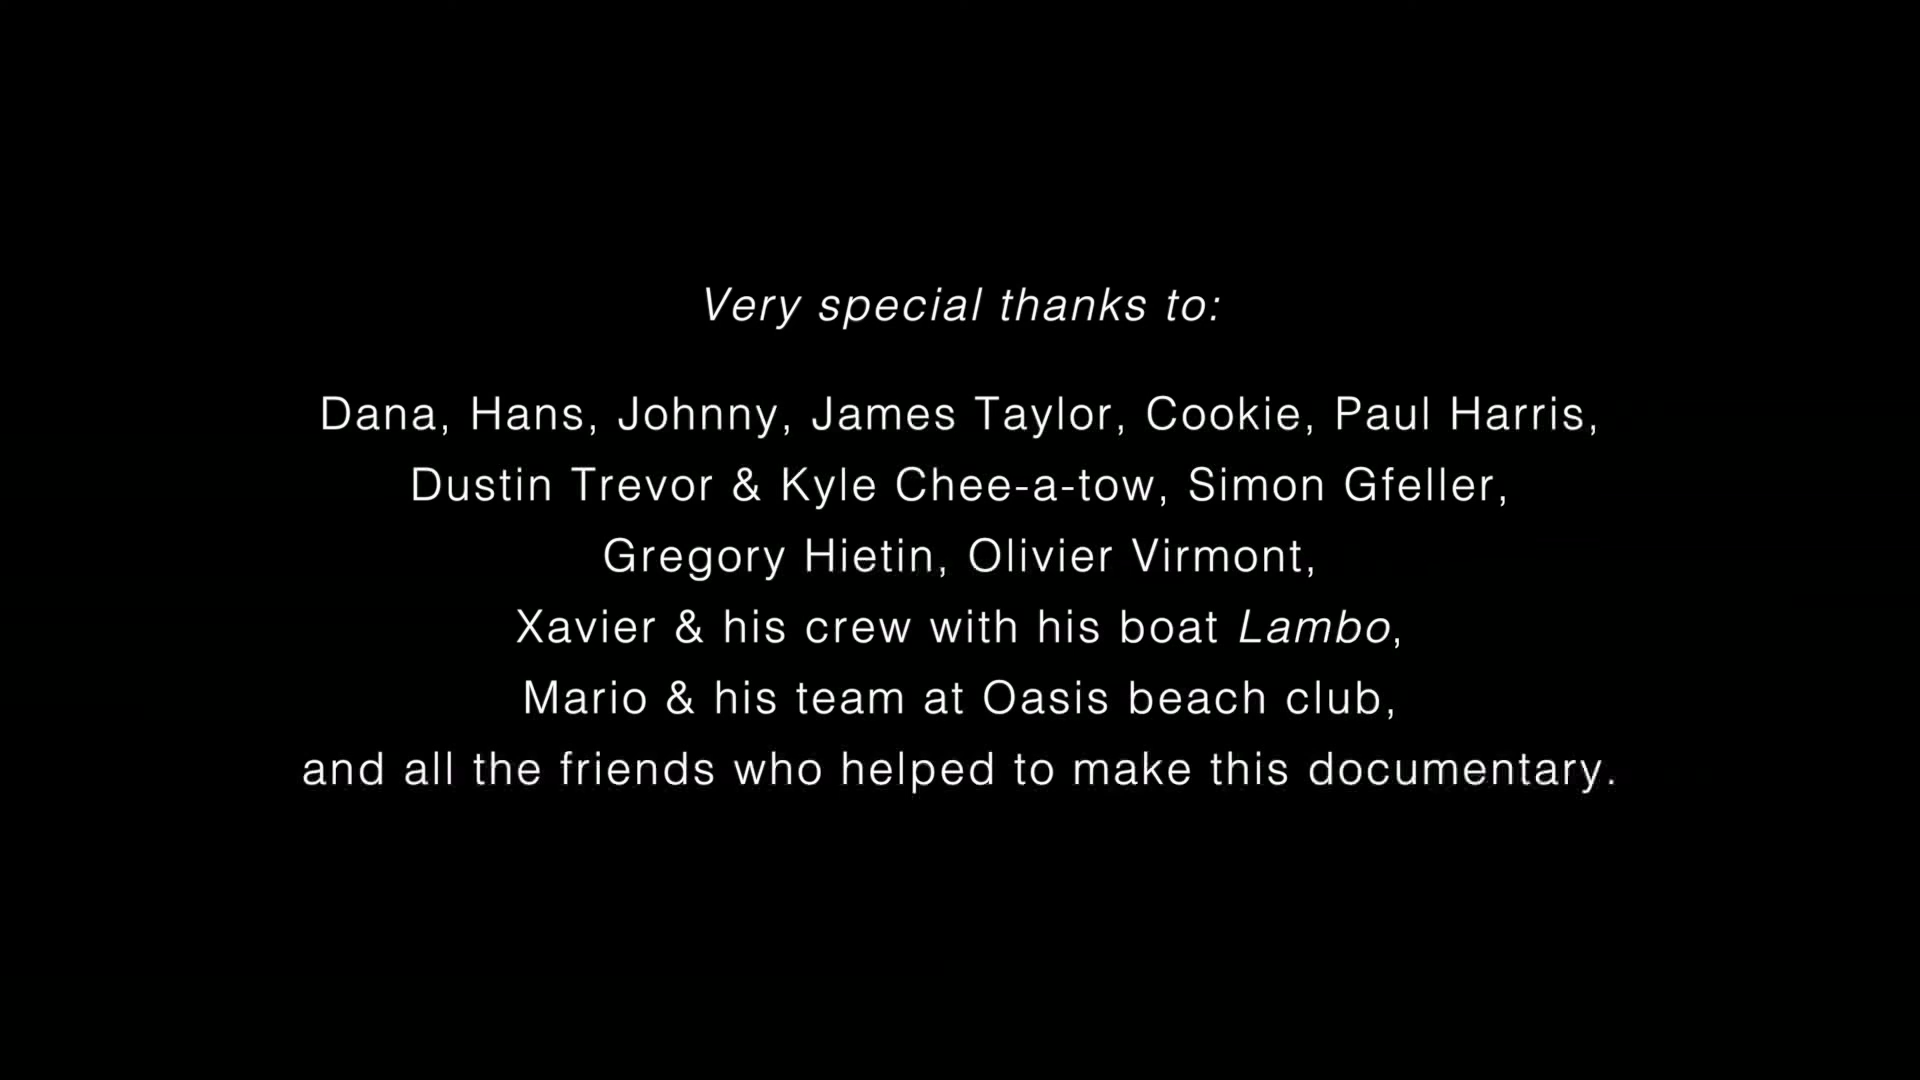 Very special thanks to:
Dana, Hans, Johnny, James Taylor, Cookie, Paul Harris,
Dustin Trevor & Kyle Chee-a-tow, Simon Gfeller,
Gregory Hietin, Olivier Virmont,
Xavier & his crew with his boat Lambo,
Mario & his team at Oasis beach club,
and all the friends who helped to make this documentary.